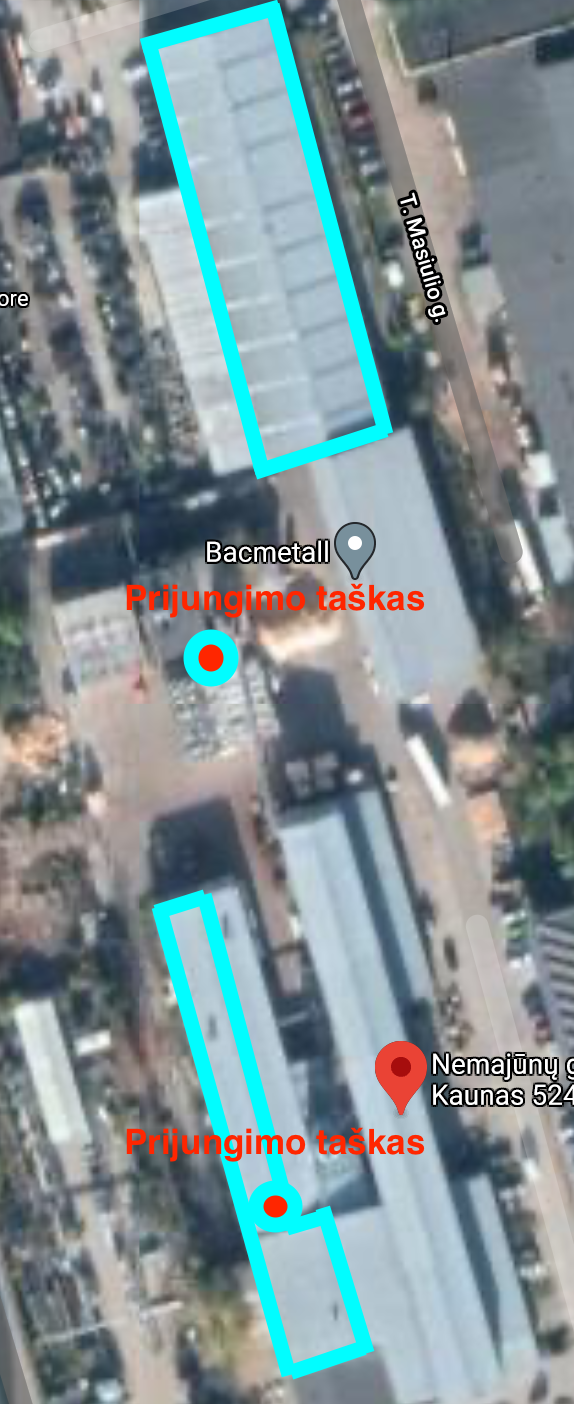 T. Masiulio g.
ore
Bacmetall
Prijungimo taškas
Nemajūnų g
Kaunas 524
Prijungimo taškas